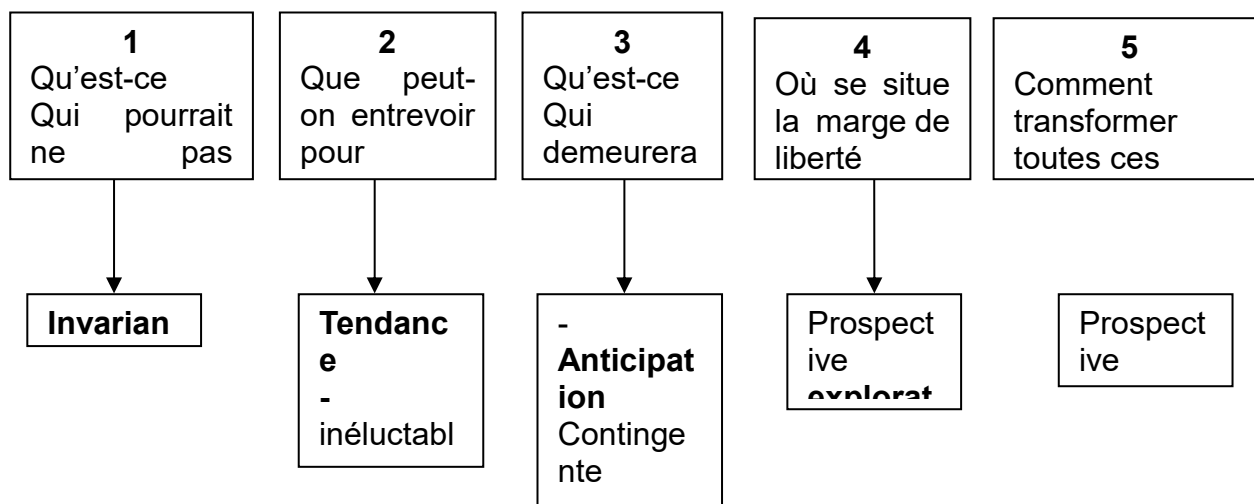 1
Qu’est-ce
Qui pourrait
ne pas
2
Que peut-
on entrevoir
pour
3
Qu’est-ce
Qui
demeurera
4
Où se situe
la marge de
liberté
5
Comment
transformer
toutes ces
Invarian
Tendanc
e
-
inéluctabl
-
Anticipat
ion
Continge
nte
Prospect
ive
explorat
Prospect
ive